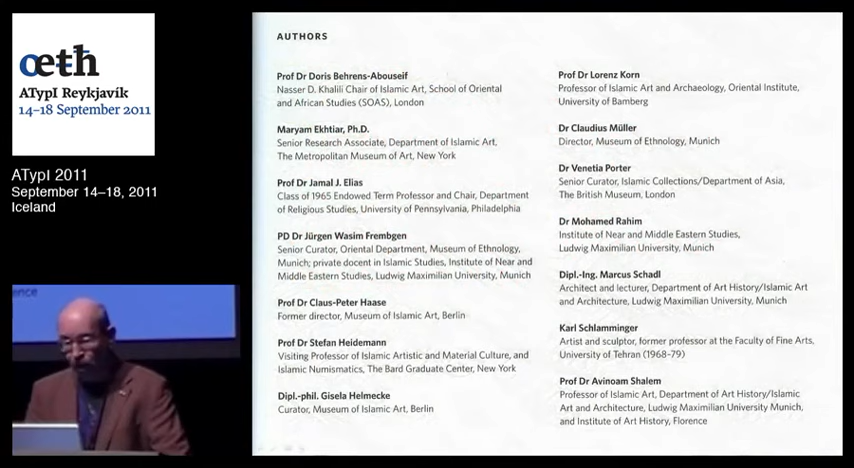 œeth
ATypI Reykjavík
14–18 September 2011
ATypI 2011
September 14–18, 2011
Iceland
AUTHORS
Prof Dr Doris Behrens-Abouseif
Nasser D. Khalili Chair of Islamic Art, School of Oriental
and African Studies (SOAS), London
Maryam Ekhtiar, Ph.D.
Senior Research Associate, Department of Islamic Art,
The Metropolitan Museum of Art, New York
Prof Dr Jamal J. Elias
Class of 1965 Endowed Term Professor and Chair, Department
of Religious Studies, University of Pennsylvania, Philadelphia
PD Dr Jürgen Wasim Frembgen
Senior Curator, Oriental Department, Museum of Ethnology,
Munich; private docent in Islamic Studies, Institute of Near and
Middle Eastern Studies, Ludwig Maximilian University, Munich
Prof Dr Claus-Peter Haase
Former director, Museum of Islamic Art, Berlin
Prof Dr Stefan Heidemann
Visiting Professor of Islamic Artistic and Material Culture, and
Islamic Numismatics, The Bard Graduate Center, New York
Dipl.-phil. Gisela Helmecke
Curator, Museum of Islamic Art, Berlin
Prof Dr Lorenz Korn
Professor of Islamic Art and Archaeology, Oriental Institute,
University of Bamberg
Dr Claudius Müller
Director, Museum of Ethnology, Munich
Dr Venetia Porter
Senior Curator, Islamic Collections/Department of Asia,
The British Museum, London
Dr Mohamed Rahim
Institute of Near and Middle Eastern Studies,
Ludwig Maximilian University, Munich
Dipl.-Ing. Marcus Schadl
Architect and lecturer, Department of Art History/Islamic Art
and Architecture, Ludwig Maximilian University, Munich
Karl Schlamminger
Artist and sculptor, former professor at the Faculty of Fine Arts,
University of Tehran (1968–79)
Prof Dr Avinoam Shalem
Professor of Islamic Art, Department of Art History/Islamic
Art and Architecture, Ludwig Maximilian University Munich,
and Institute of Art History, Florence